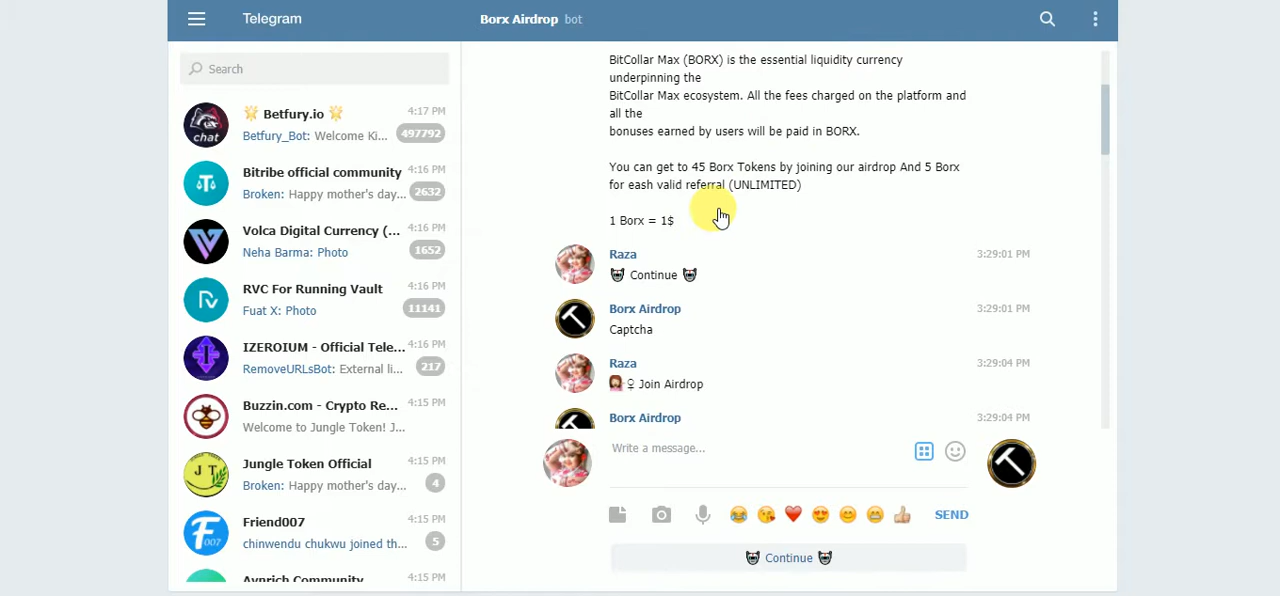 Telegram
Borx Airdrop bot
Search
Betfury.io
4:17 PM
Betfury_Bot: Welcome Ki...
497792
chat
Bitribe official community
4:16 PM
Broken: Happy mother's day...
2632
Volca Digital Currency (...
4:16 PM
Neha Barma: Photo
1652
RVC For Running Vault
4:16 PM
Fuat X: Photo
11141
IZEROIUM - Official Tele...
4:16 PM
RemoveURLsBot: External li...
217
Buzzin.com - Crypto Re...
4:15 PM
Welcome to Jungle Token! J...
Jungle Token Official
4:15 PM
Broken: Happy mother's day...
4
JT
Friend007
4:15 PM
chinwendu chukwu joined th...
5
F
007
Aynrich Community
4:15 PM
BitCollar Max (BORX) is the essential liquidity currency
underpinning the
BitCollar Max ecosystem. All the fees charged on the platform and
all the
bonuses earned by users will be paid in BORX.
You can get to 45 Borx Tokens by joining our airdrop And 5 Borx
for eash valid referral (UNLIMITED)
1 Borx = 1$
Raza
3:29:01 PM
Continue
Borx Airdrop
3:29:01 PM
Captcha
Raza
3:29:04 PM
Join Airdrop
Borx Airdrop
3:29:04 PM
Write a message...
SEND
Continue